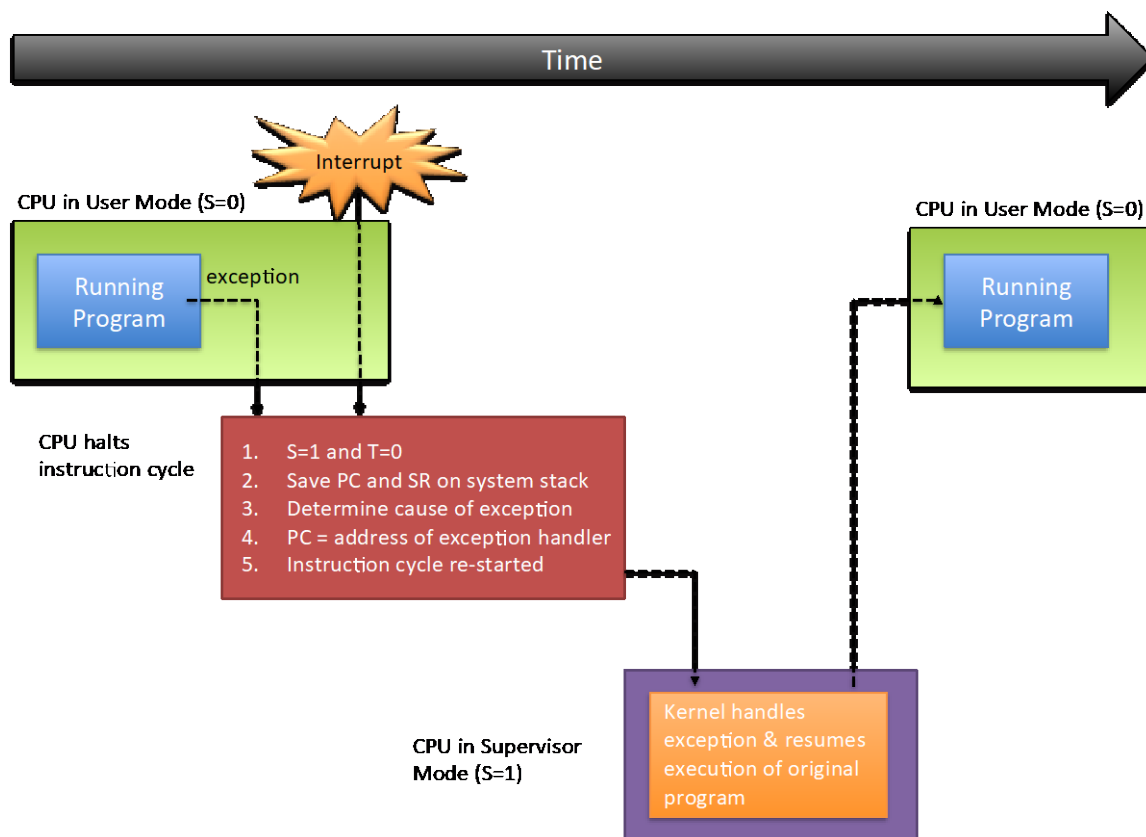 Time
Interrupt
CPU in User Mode (S=0)
CPU in User Mode (S=0)
Running
Program
exception
Running
Program
CPU halts
instruction cycle
1. S=1 and T=0
2. Save PC and SR on system stack
3. Determine cause of exception
4. PC = address of exception handler
5. Instruction cycle re-started
CPU in Supervisor
Mode (S=1)
Kernel handles
exception & resumes
execution of original
program